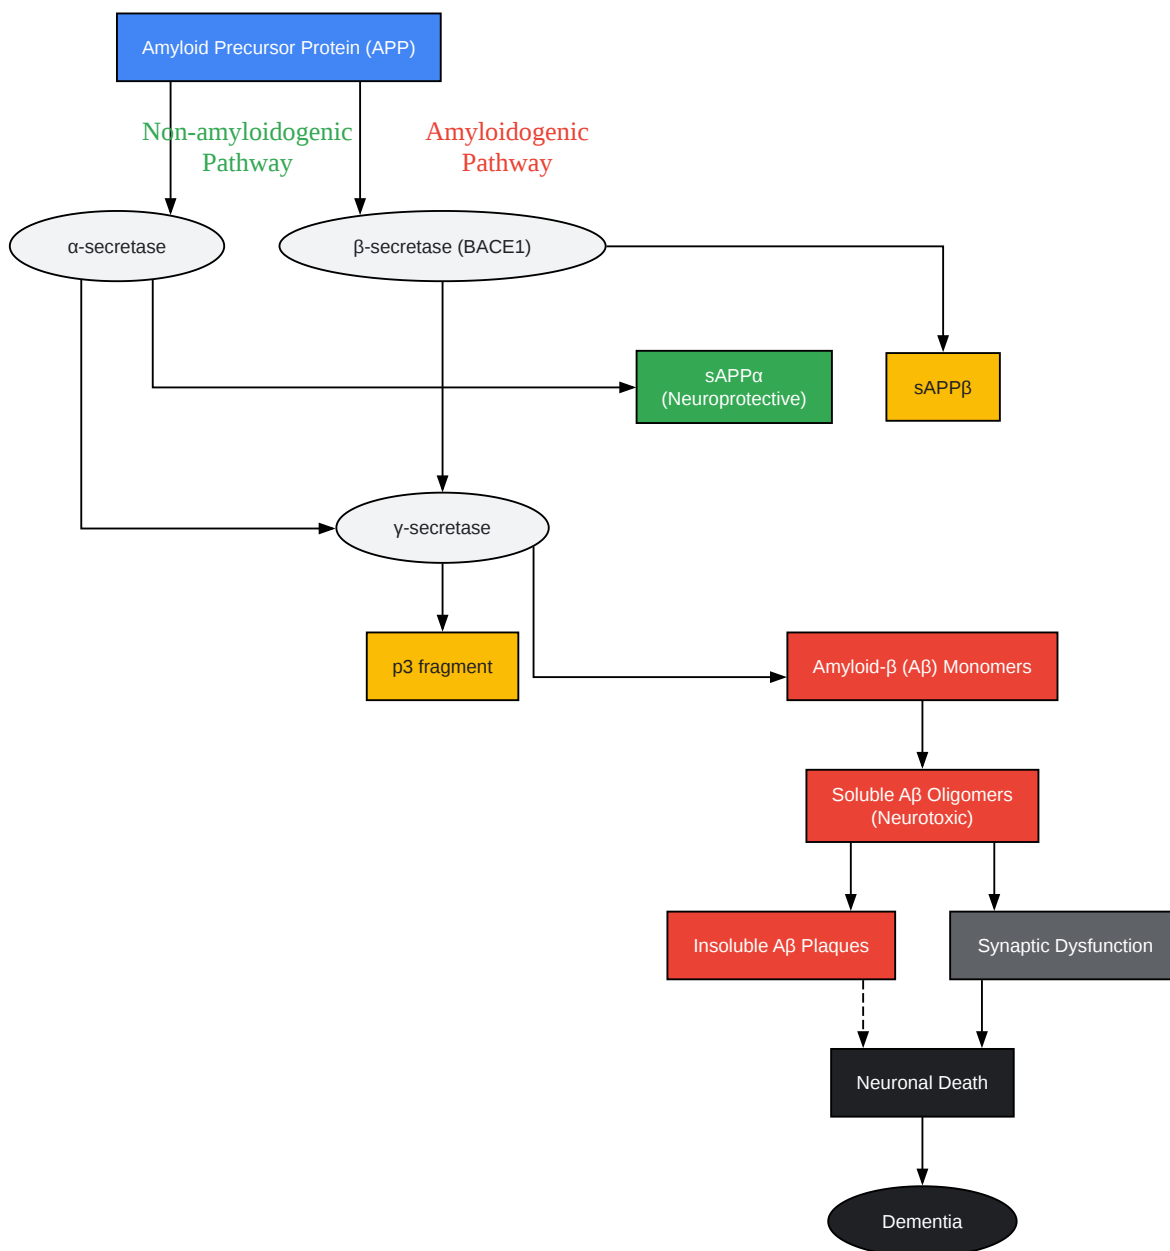 Amyloid Precursor Protein (APP)
Non-amyloidogenic
Pathway
Amyloidogenic
Pathway
α-secretase
β-secretase (BACE1)
sAPPα
(Neuroprotective)
sAPPβ
γ-secretase
p3 fragment
Amyloid-β (Aβ) Monomers
Soluble Aβ Oligomers
(Neurotoxic)
Insoluble Aβ Plaques
Synaptic Dysfunction
Neuronal Death
Dementia